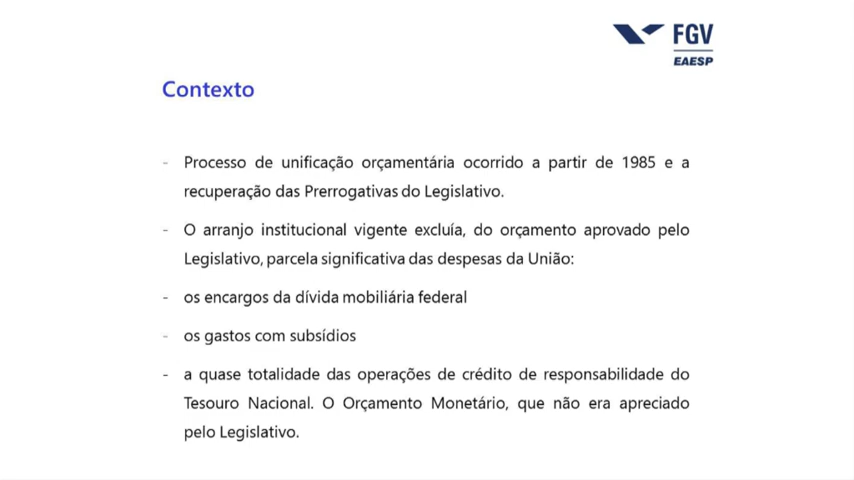 FGV
EAESP
Contexto
- Processo de unificação orçamentária ocorrido a partir de 1985 e a
recuperação das Prerrogativas do Legislativo.
- O arranjo institucional vigente excluía, do orçamento aprovado pelo
Legislativo, parcela significativa das despesas da União:
- os encargos da dívida mobiliária federal
- os gastos com subsídios
- a quase totalidade das operações de crédito de responsabilidade do
Tesouro Nacional. O Orçamento Monetário, que não era apreciado
pelo Legislativo.